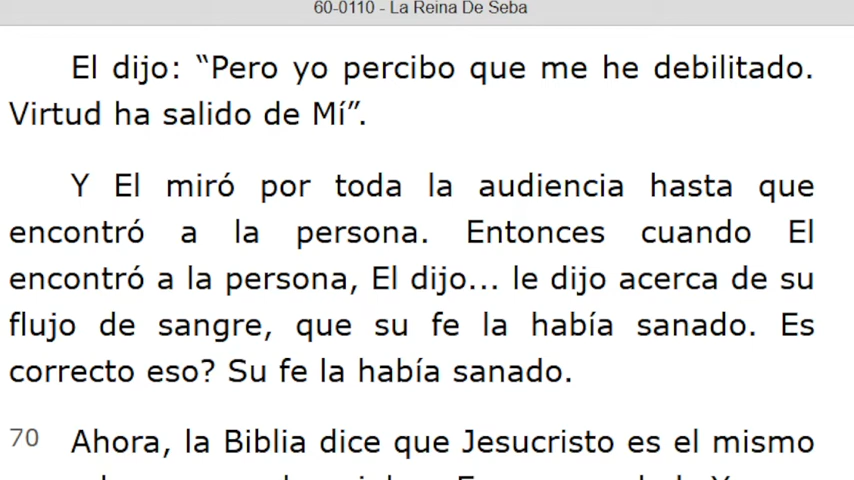 60-0110 - La Reina De Seba
El dijo: “Pero yo percibo que me he debilitado.
Virtud ha salido de Mí”.
Y El miró por toda la audiencia hasta que
encontró a la persona. Entonces cuando El
encontró a la persona, El dijo... le dijo acerca de su
flujo de sangre, que su fe la había sanado. Es
correcto eso? Su fe la había sanado.
70 Ahora, la Biblia dice que Jesucristo es el mismo